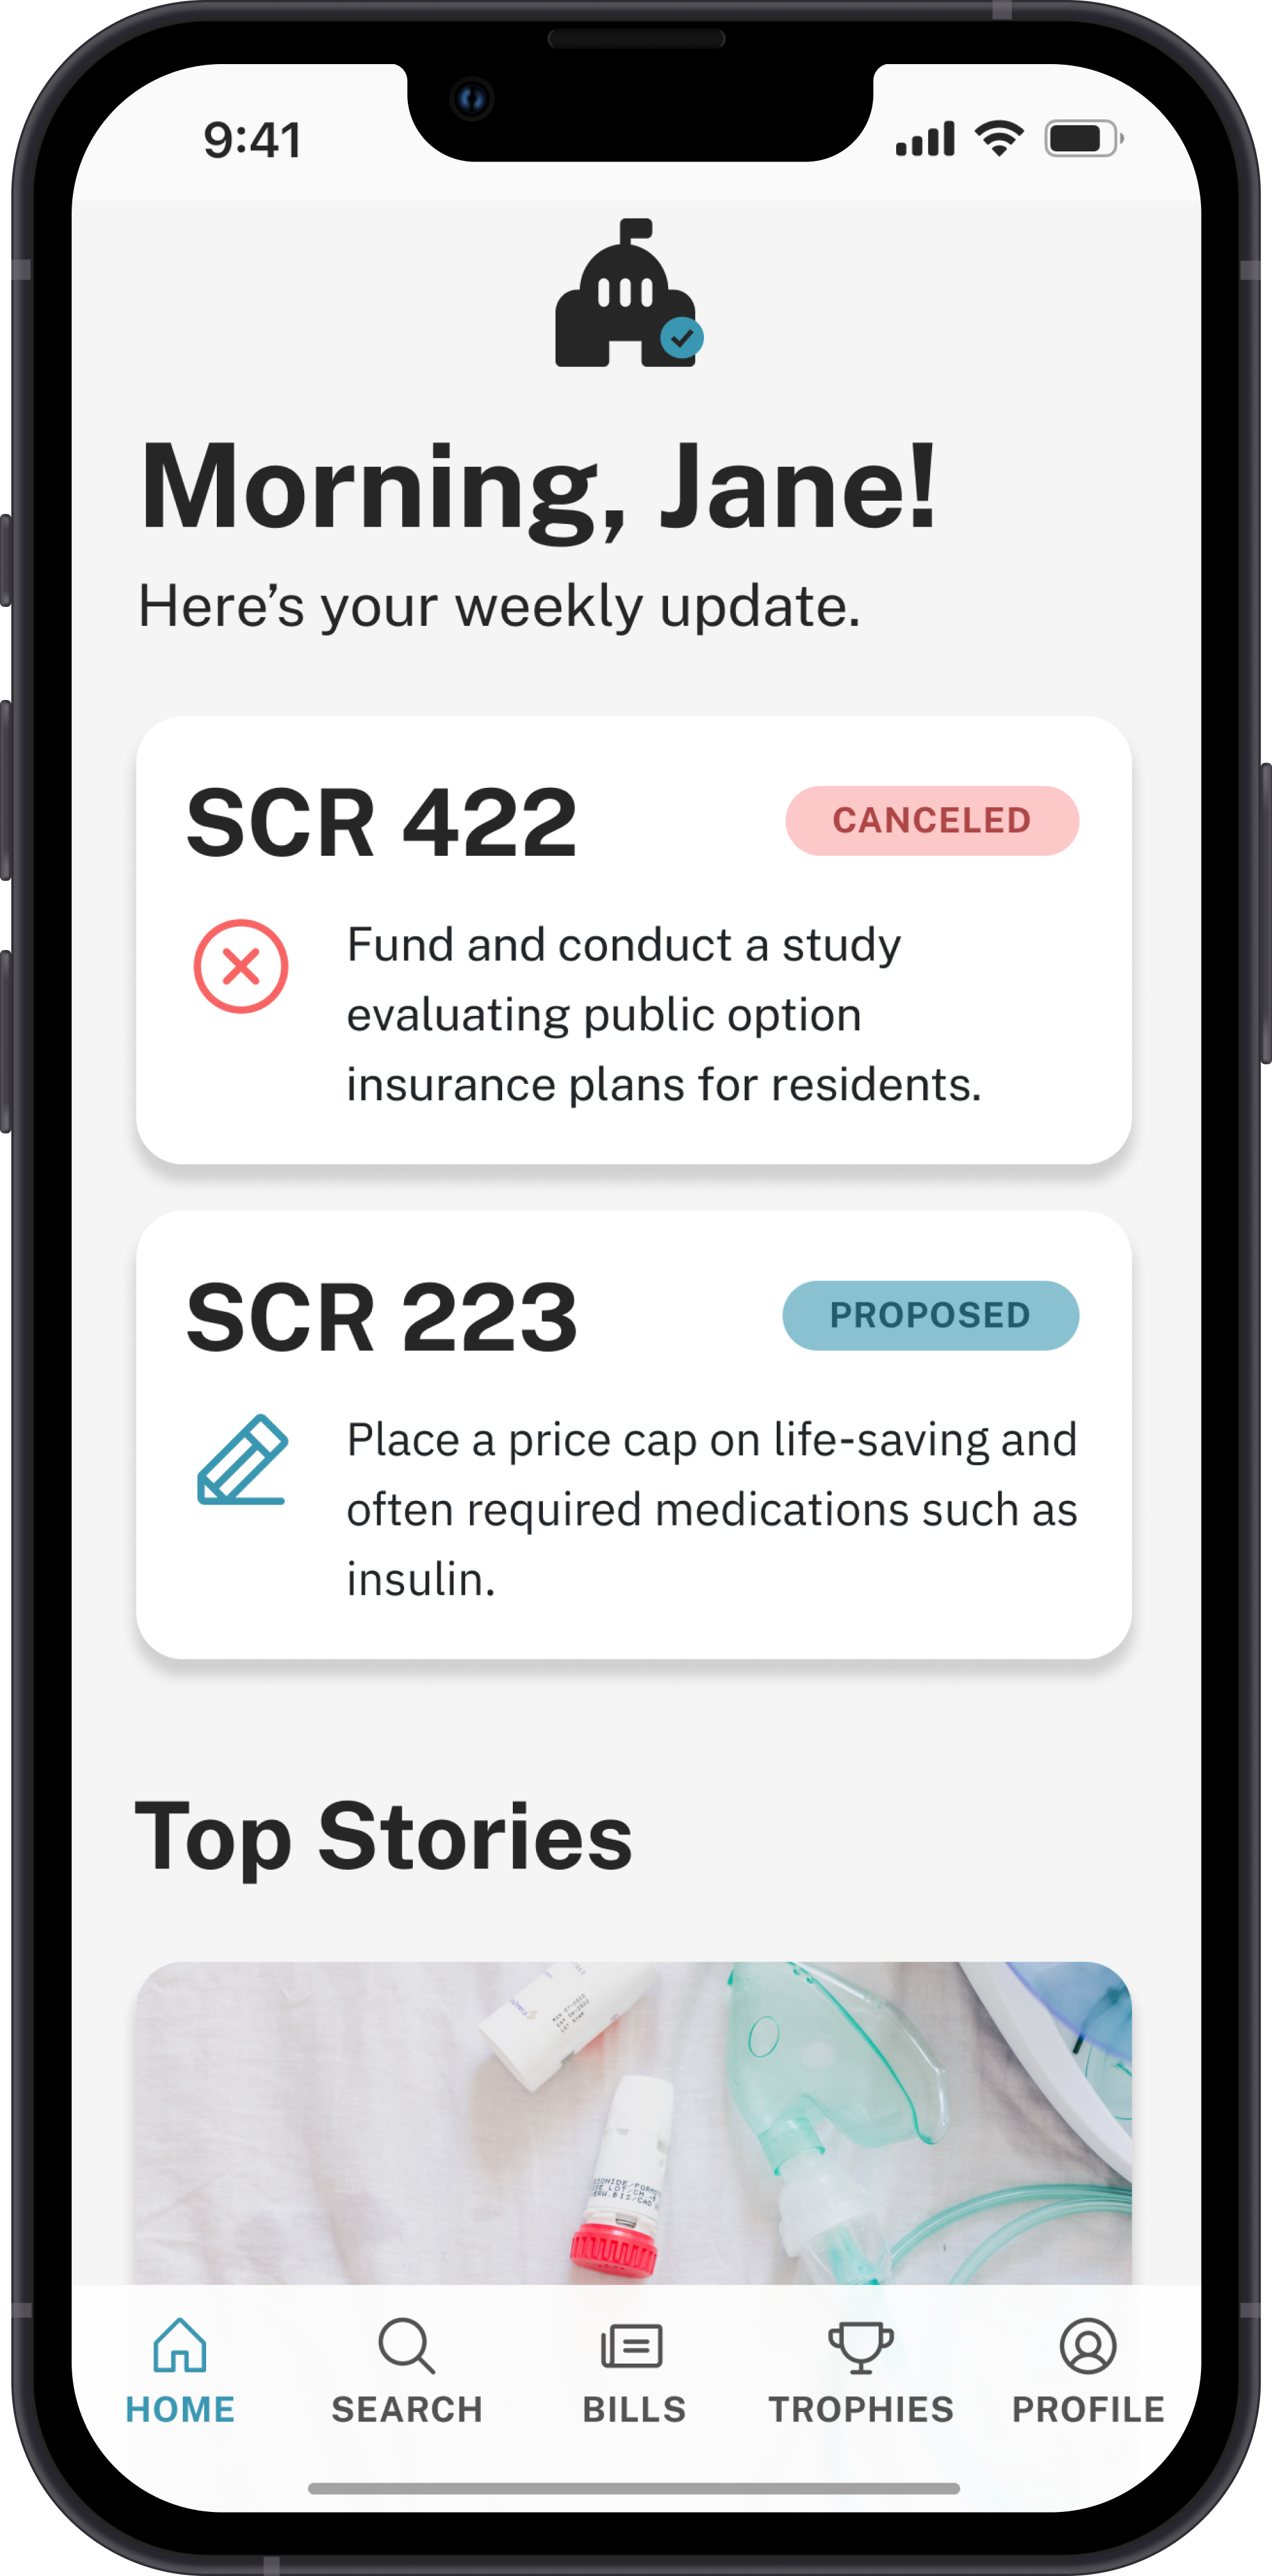 9:41
Morning, Jane!
Here’s your weekly update.
SCR 422
CANCELED
Fund and conduct a study
evaluating public option
insurance plans for residents.
SCR 223
PROPOSED
Place a price cap on life-saving and
often required medications such as
insulin.
Top Stories
HOME
SEARCH
BILLS
TROPHIES
PROFILE